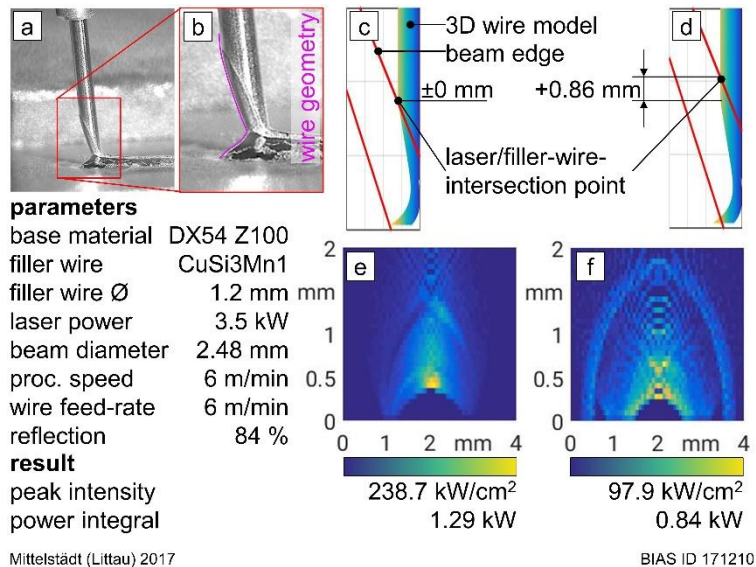 a
b
wire geometry
c
3D wire model
beam edge
±0 mm
d
+0.86 mm
laser/filler-wire-
intersection point
parameters
base material DX54 Z100
filler wire CuSi3Mn1
filler wire Ø 1.2 mm
laser power 3.5 kW
beam diameter 2.48 mm
proc. speed 6 m/min
wire feed-rate 6 m/min
reflection 84 %
result
peak intensity 238.7 kW/cm² 97.9 kW/cm²
power integral 1.29 kW 0.84 kW
e
2
mm
1
0.5
0
0 1 2 mm 4
f
2
mm
1
0.5
0
0 1 2 mm 4
Mittelstädt (Littau) 2017 BIAS ID 171210